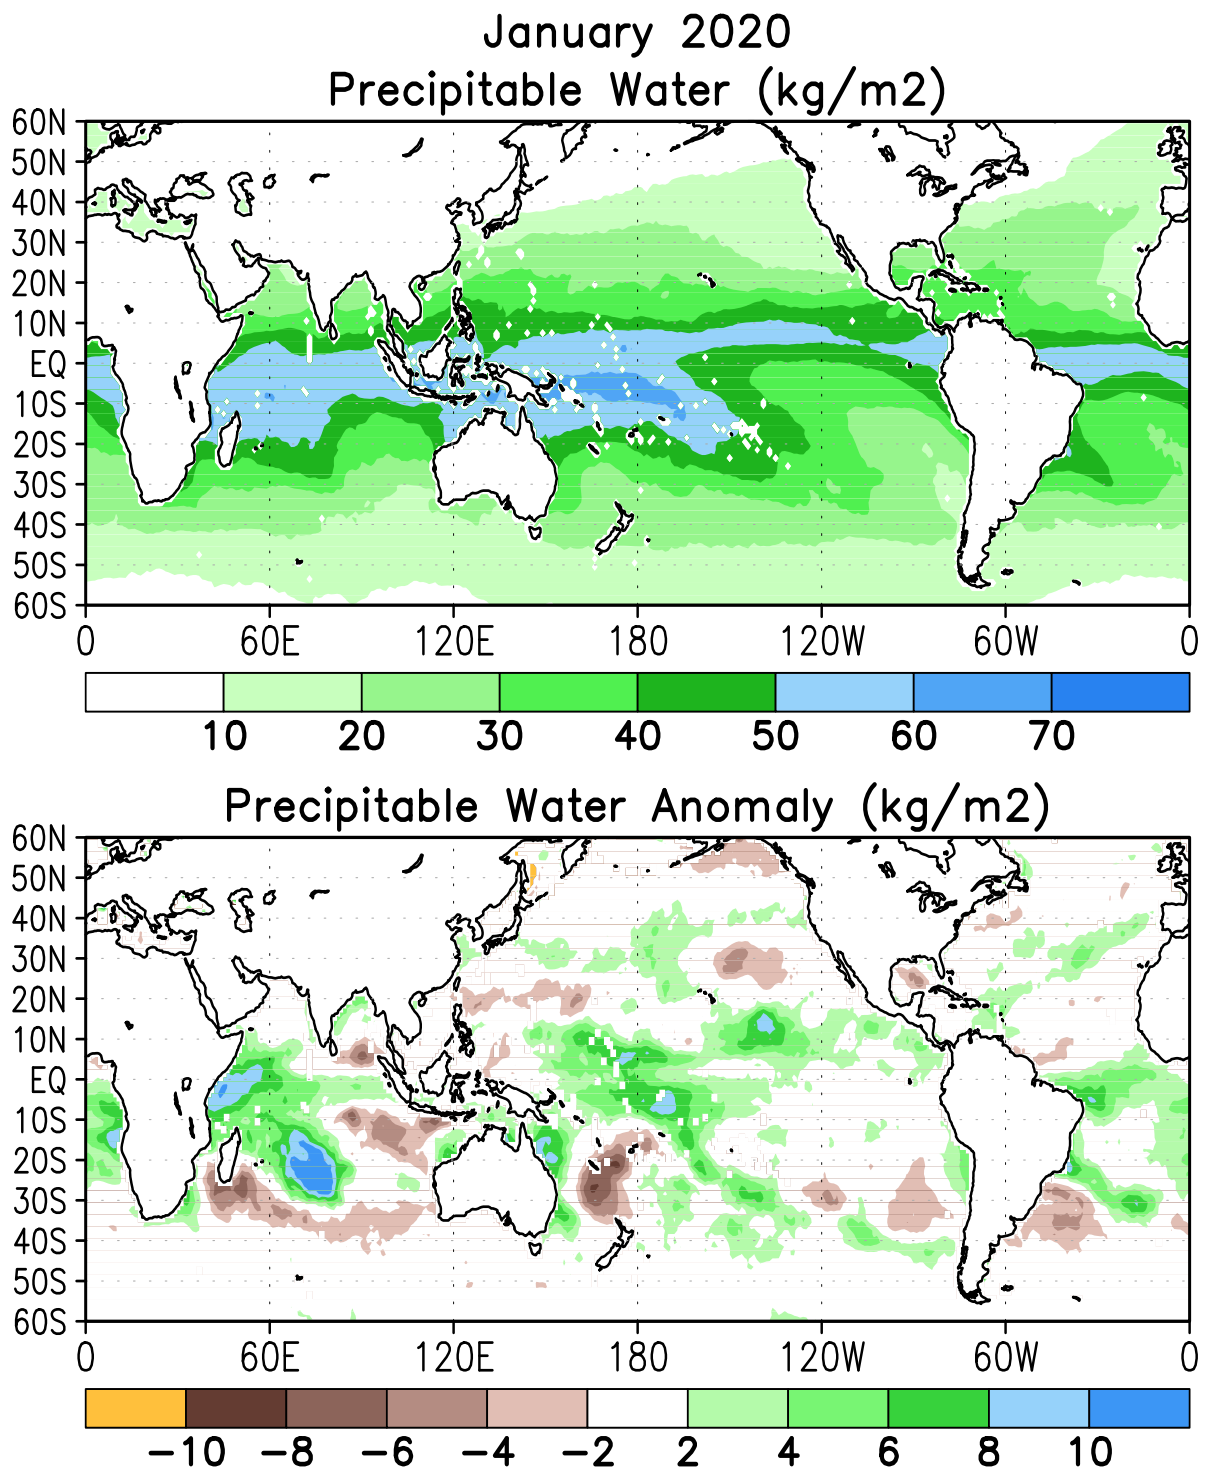 January 2020
Precipitable Water (kg/m2)
60N
50N
40N
30N
20N
10N
EQ
10S
20S
30S
40S
50S
60S
0 60E 120E 180 120W 60W 0
10 20 30 40 50 60 70
Precipitable Water Anomaly (kg/m2)
60N
50N
40N
30N
20N
10N
EQ
10S
20S
30S
40S
50S
60S
0 60E 120E 180 120W 60W 0
−10 −8 −6 −4 −2 2 4 6 8 10